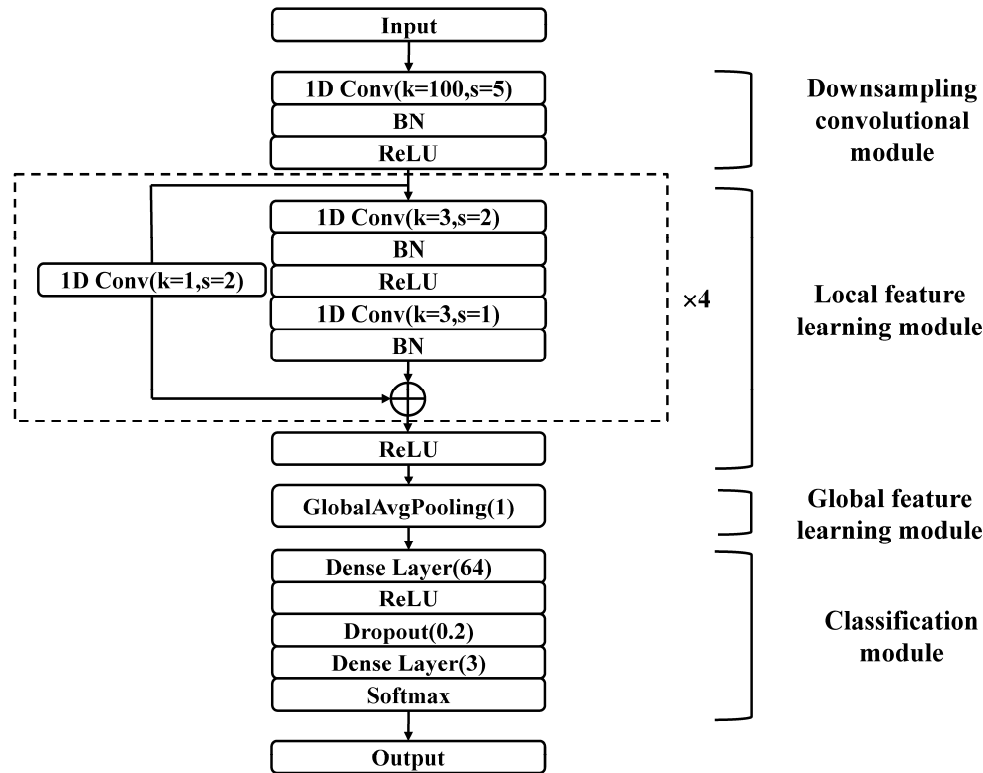 Input
1D Conv(k=100,s=5)
BN
ReLU
Downsampling
convolutional
module
1D Conv(k=3,s=2)
BN
1D Conv(k=1,s=2)
ReLU
1D Conv(k=3,s=1)
BN
×4
Local feature
learning module
ReLU
GlobalAvgPooling(1)
Global feature
learning module
Dense Layer(64)
ReLU
Dropout(0.2)
Dense Layer(3)
Softmax
Classification
module
Output